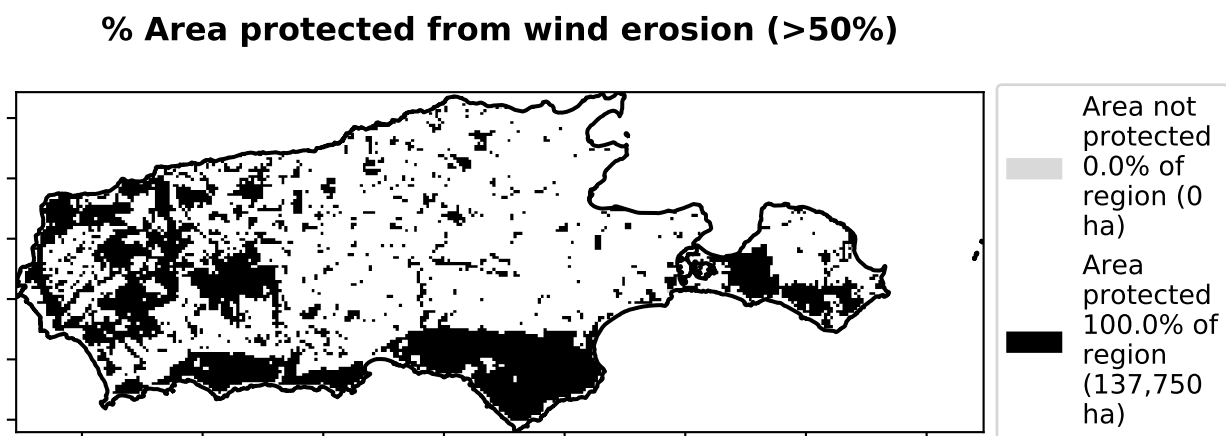 % Area protected from wind erosion (>50%)
Area not
protected
0.0% of
region (0
ha)
Area
protected
100.0% of
region
(137,750
ha)